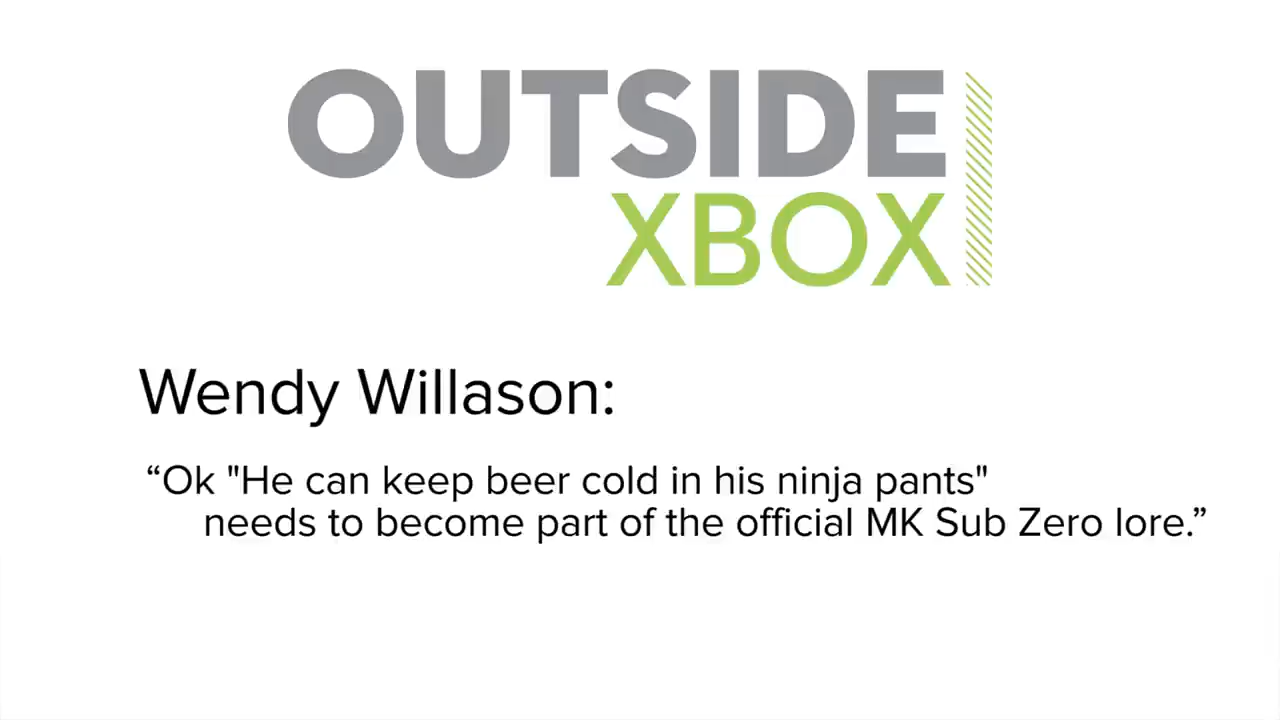 OUTSIDE
XBOX
Wendy Willason:
“Ok "He can keep beer cold in his ninja pants"
needs to become part of the official MK Sub Zero lore.”